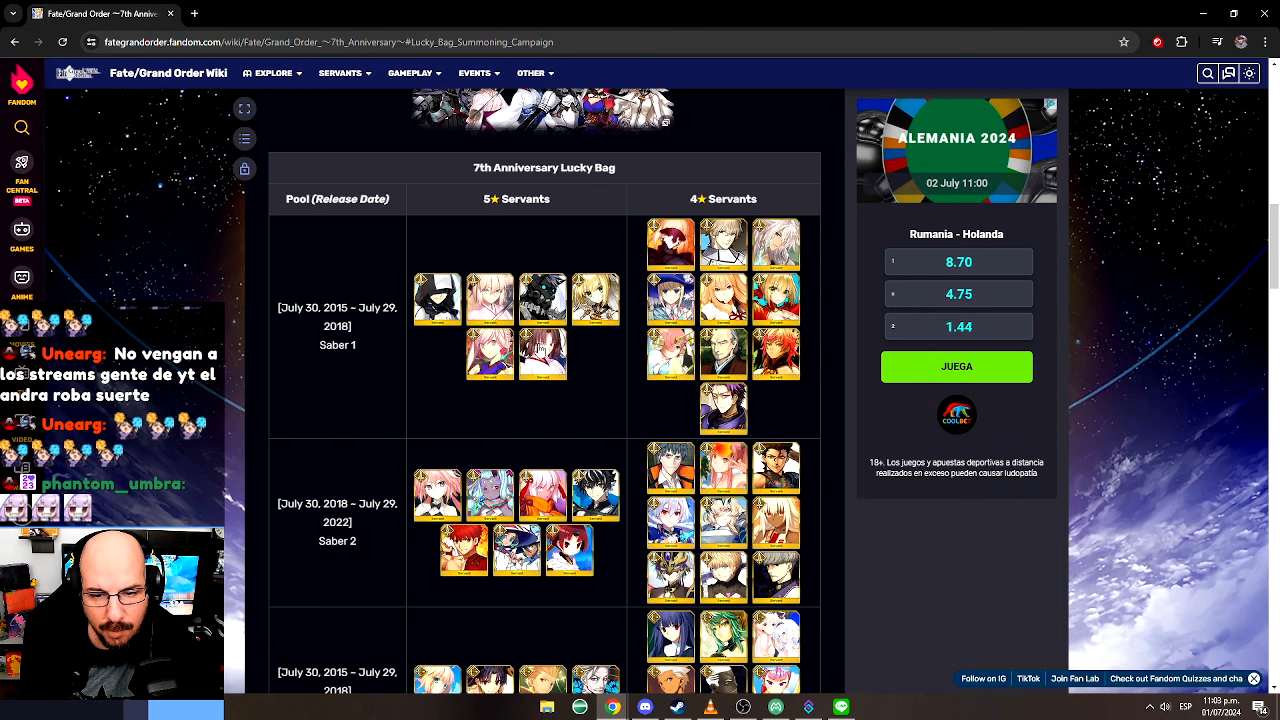 Fate/Grand Order ～7th Annive
fategrandorder.fandom.com/wiki/Fate/Grand_Order_～7th_Anniversary～#Lucky_Bag_Summoning_Campaign
FANDOM
Fate/Grand Order Wiki
EXPLORE
SERVANTS
GAMEPLAY
EVENTS
OTHER
FAN
CENTRAL
BETA
GAMES
ANIME
VIDEO
7th Anniversary Lucky Bag
Pool (Release Date)
5★ Servants
4★ Servants
[July 30, 2015 ~ July 29,
2018]
Saber 1
[July 30, 2018 ~ July 29,
2022]
Saber 2
[July 30, 2015 ~ July 29,
2018]
Unearg: No vengan a
los streams gente de yt el
andra roba suerte
Unearg:
phantom_umbra:
ALEMANIA 2024
02 July 11:00
Rumania - Holanda
1 8.70
x 4.75
2 1.44
JUEGA
COOLBET
18+. Los juegos y apuestas deportivas a distancia
realizados en exceso pueden causar ludopatía
Follow on IG
TikTok
Join Fan Lab
Check out Fandom Quizzes and cha
ESP
11:03 p.m.
01/07/2024